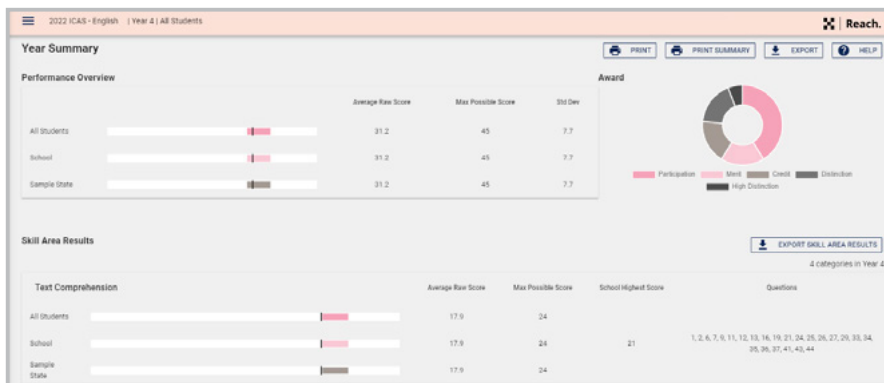 2022 ICAS - English | Year 4 | All Students
Reach.
Year Summary
PRINT
PRINT SUMMARY
EXPORT
HELP
Performance Overview
Award
Average Raw Score Max Possible Score Std Dev
All Students 31.2 45 7.7
School 31.2 45 7.7
Sample State 31.2 45 7.7
Participation Merit Credit Distinction
High Distinction
Skill Area Results
EXPORT SKILL AREA RESULTS
4 categories in Year 4
Text Comprehension Average Raw Score Max Possible Score School Highest Score Questions
All Students 17.9 24
School 17.9 24 21 1, 2, 6, 7, 9, 11, 12, 13, 16, 19, 21, 24, 25, 26, 27, 29, 33, 34,
35, 36, 37, 41, 43, 44
Sample
State 17.9 24